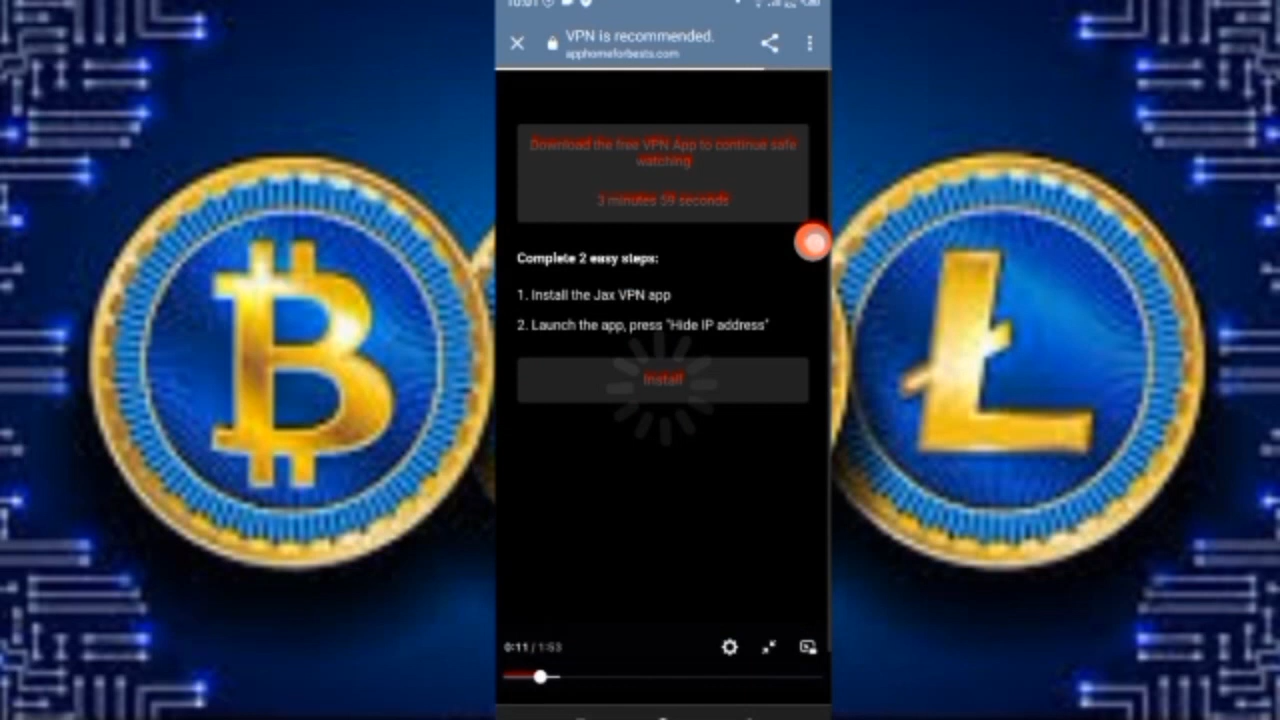 10:01
VPN is recommended.
apphomeforbests.com
Download the free VPN App to continue safe
watching
3 minutes 59 seconds
Complete 2 easy steps:
1. Install the Jax VPN app
2. Launch the app, press "Hide IP address"
Install
0:11 / 1:53